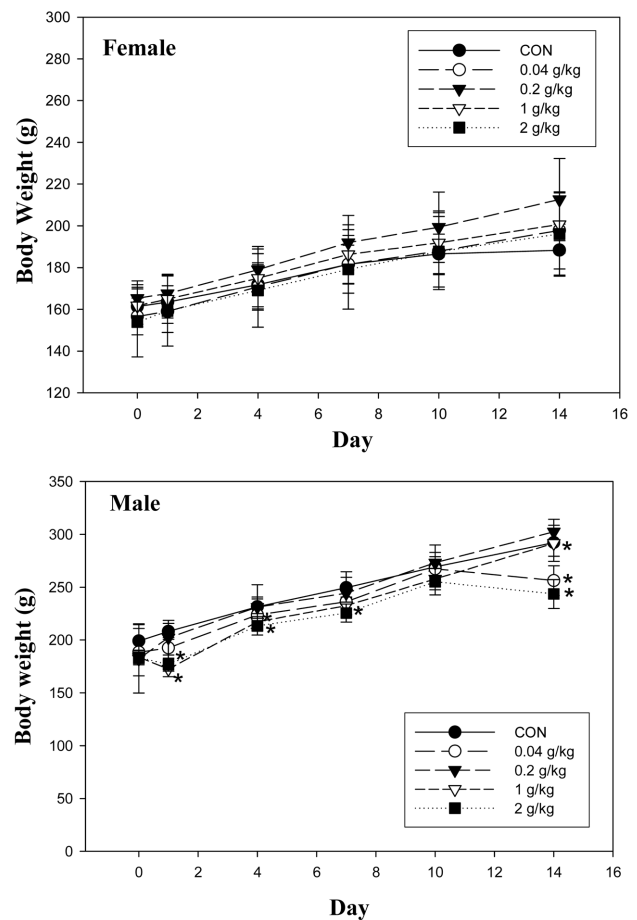 Female
CON
0.04 g/kg
0.2 g/kg
1 g/kg
2 g/kg
Body Weight (g)
300
280
260
240
220
200
180
160
140
120
0 2 4 6 8 10 12 14 16
Day
Male
Body weight (g)
350
300
250
200
150
100
50
0
*
*
*
*
*
*
*
*
CON
0.04 g/kg
0.2 g/kg
1 g/kg
2 g/kg
0 2 4 6 8 10 12 14 16
Day